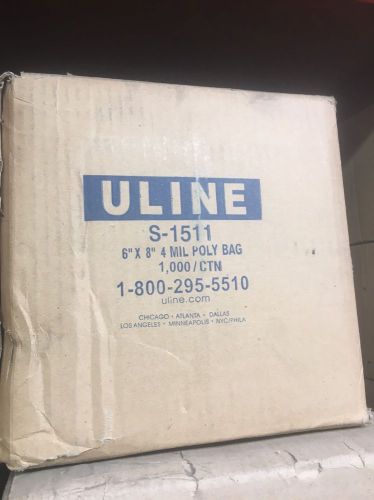 ULINE
S-1511
6" X 8" 4 MIL POLY BAG
1,000/CTN
1-800-295-5510
uline.com
CHICAGO • ATLANTA • DALLAS
LOS ANGELES • MINNEAPOLIS • NYC/PHILA